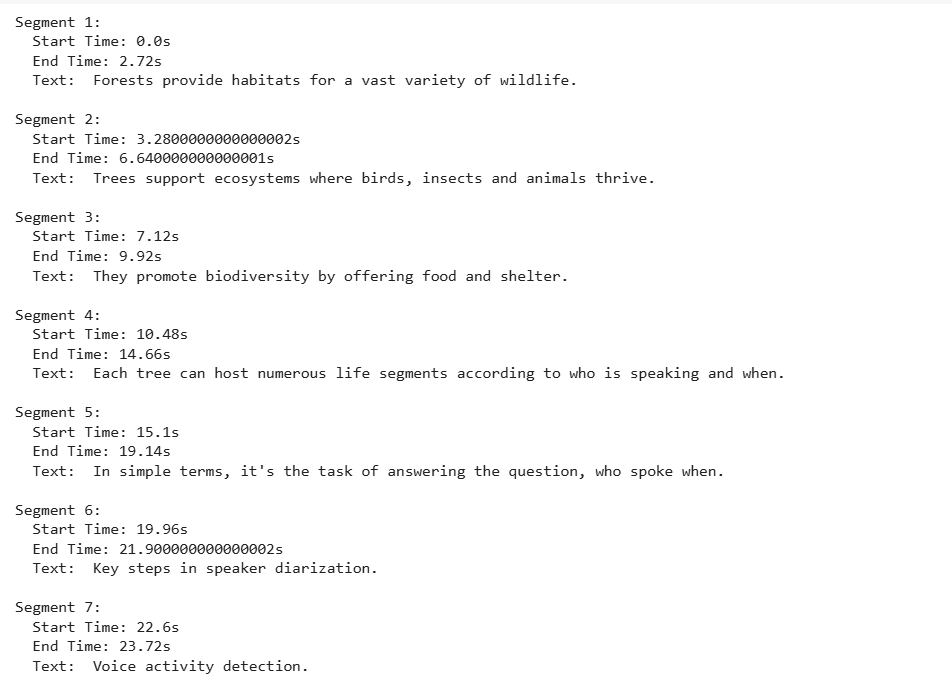 Segment 1:
Start Time: 0.0s
End Time: 2.72s
Text:  Forests provide habitats for a vast variety of wildlife.
Segment 2:
Start Time: 3.2800000000000002s
End Time: 6.640000000000001s
Text:  Trees support ecosystems where birds, insects and animals thrive.
Segment 3:
Start Time: 7.12s
End Time: 9.92s
Text:  They promote biodiversity by offering food and shelter.
Segment 4:
Start Time: 10.48s
End Time: 14.66s
Text:  Each tree can host numerous life segments according to who is speaking and when.
Segment 5:
Start Time: 15.1s
End Time: 19.14s
Text:  In simple terms, it's the task of answering the question, who spoke when.
Segment 6:
Start Time: 19.96s
End Time: 21.900000000000002s
Text:  Key steps in speaker diarization.
Segment 7:
Start Time: 22.6s
End Time: 23.72s
Text:  Voice activity detection.